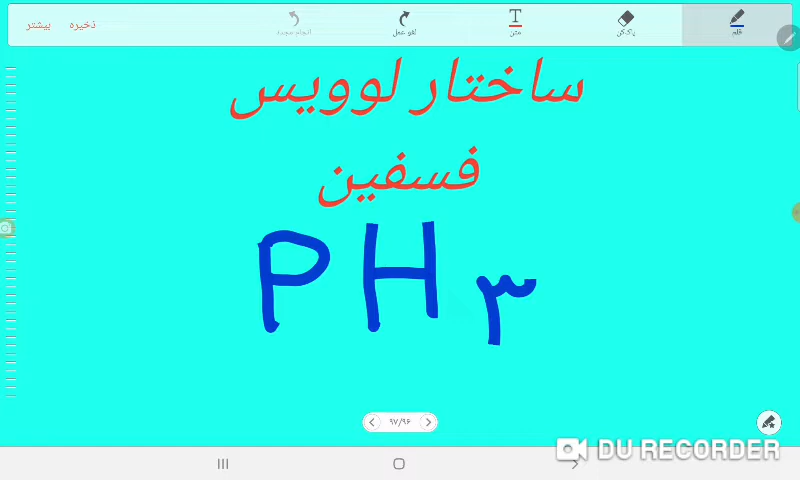 ذخیره بیشتر
انجام مجدد
لغو عمل
متن
پاک‌کن
قلم
ساختار لوویس
فسفین
PH۳
۹۷/۹۶
DU RECORDER